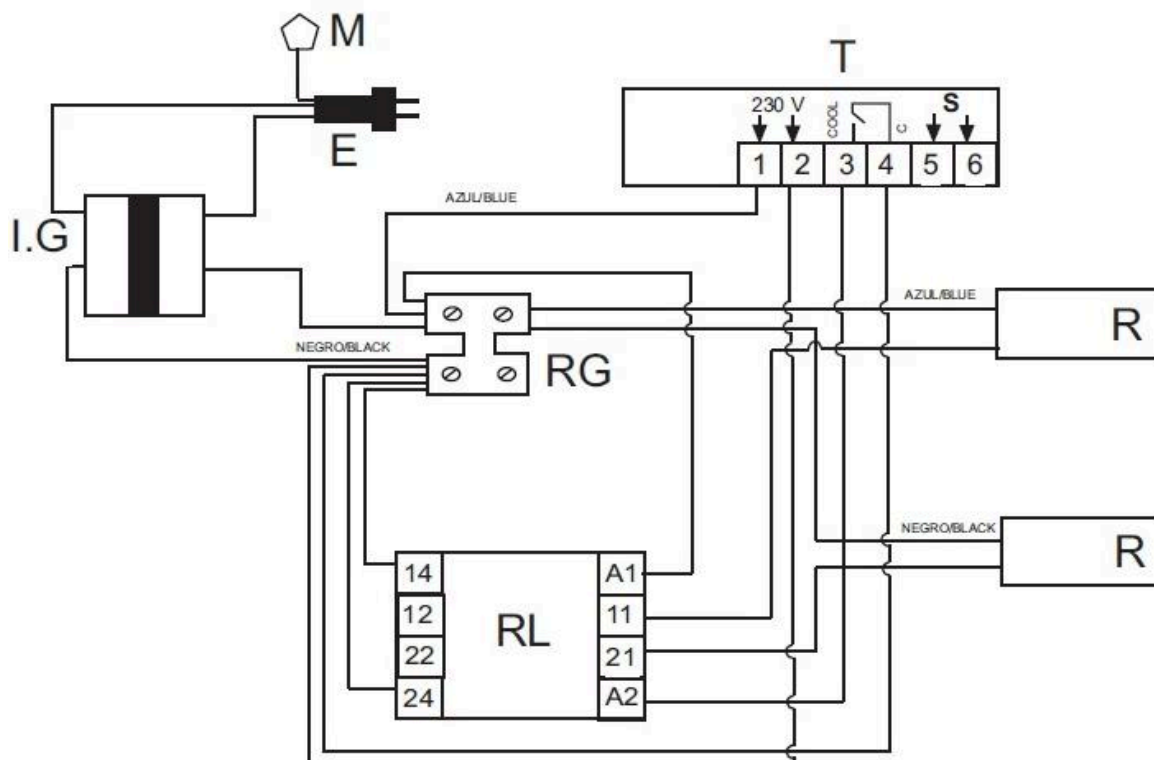 M
T
230 V
COOL
C
S
E
1 2 3 4 5 6
AZUL/BLUE
I.G
AZUL/BLUE
R
NEGRO/BLACK
RG
NEGRO/BLACK
R
14 A1
12 11
RL
22 21
24 A2